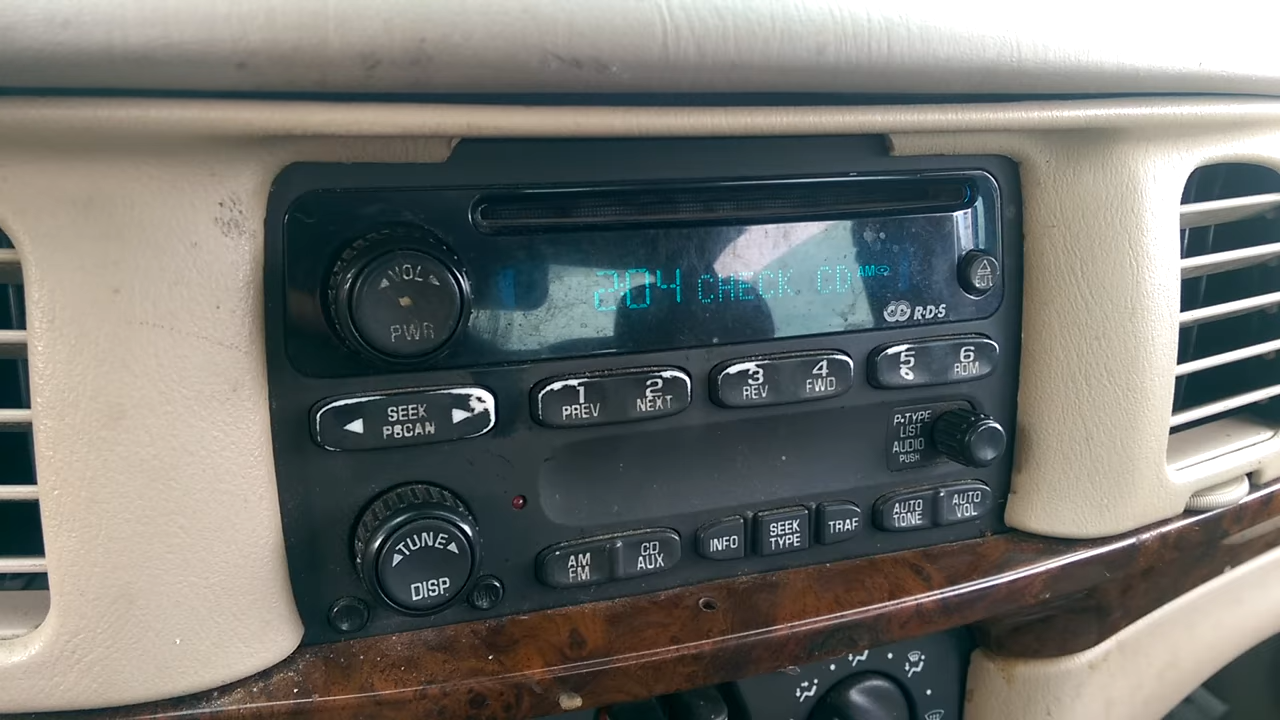 VOL
PWR
204 CHECK CD AM
EJT
R·D·S
SEEK
PSCAN
1
PREV
2
NEXT
3
REV
4
FWD
5
6
RDM
P-TYPE
LIST
AUDIO
PUSH
TUNE
DISP
AM
FM
CD
AUX
INFO
SEEK
TYPE
TRAF
AUTO
TONE
AUTO
VOL